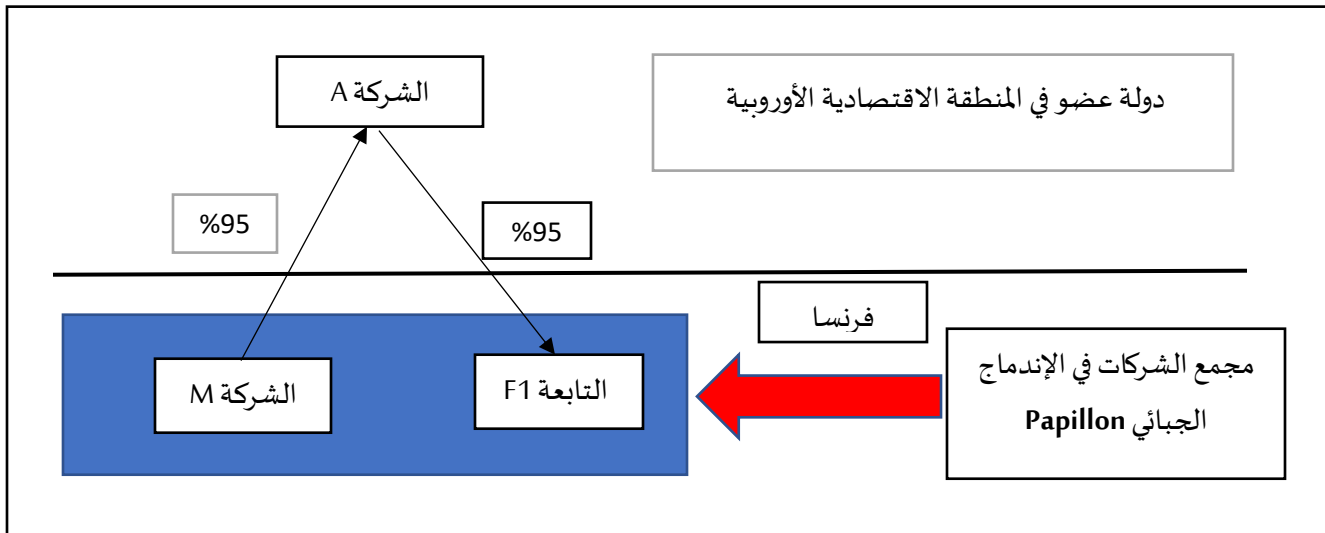 الشركة A
دولة عضو في المنطقة الاقتصادية الأوروبية
%95
%95
فرنسا
مجمع الشركات في الإندماج
الجبائي Papillon
التابعة F1
الشركة M